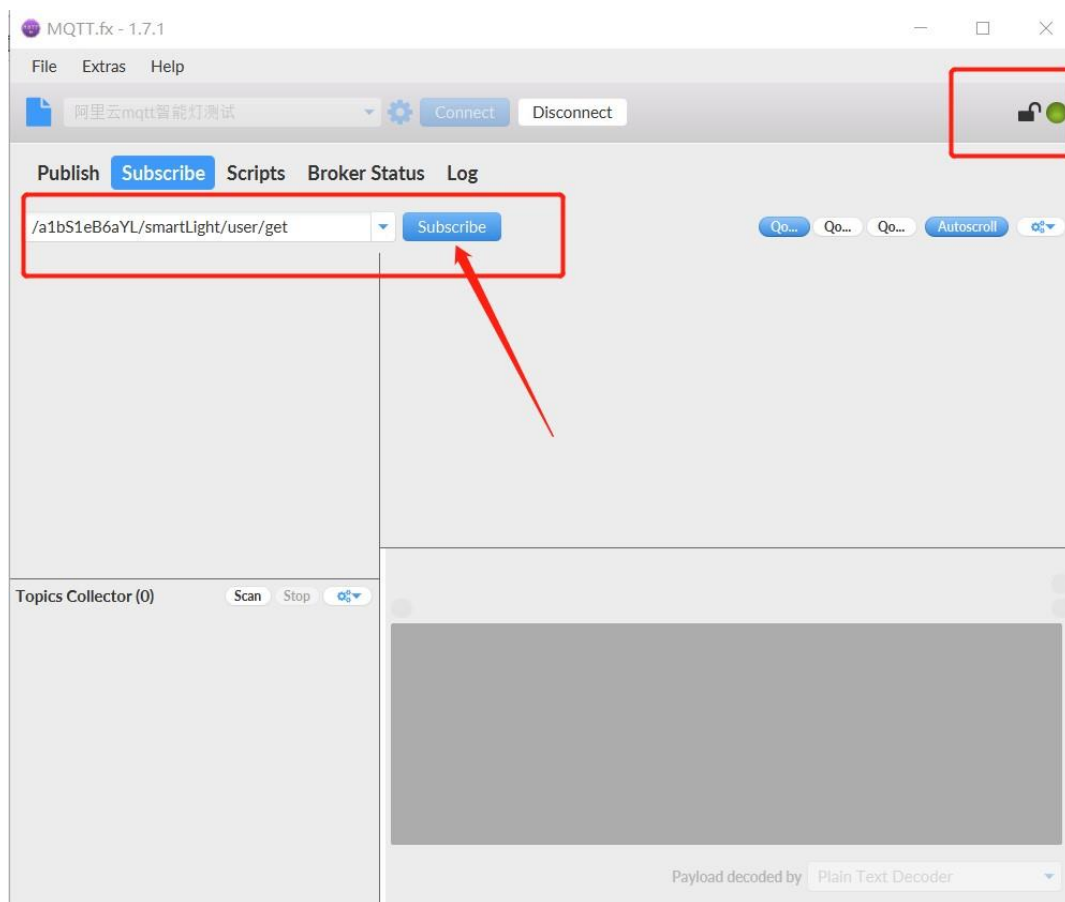 MQTT.fx - 1.7.1
File Extras Help
阿里云mqtt智能灯测试 Connect Disconnect
Publish Subscribe Scripts Broker Status Log
/a1bS1eB6aYL/smartLight/user/get Subscribe Qo... Qo... Qo... Autoscroll
Topics Collector (0) Scan Stop
Payload decoded by Plain Text Decoder